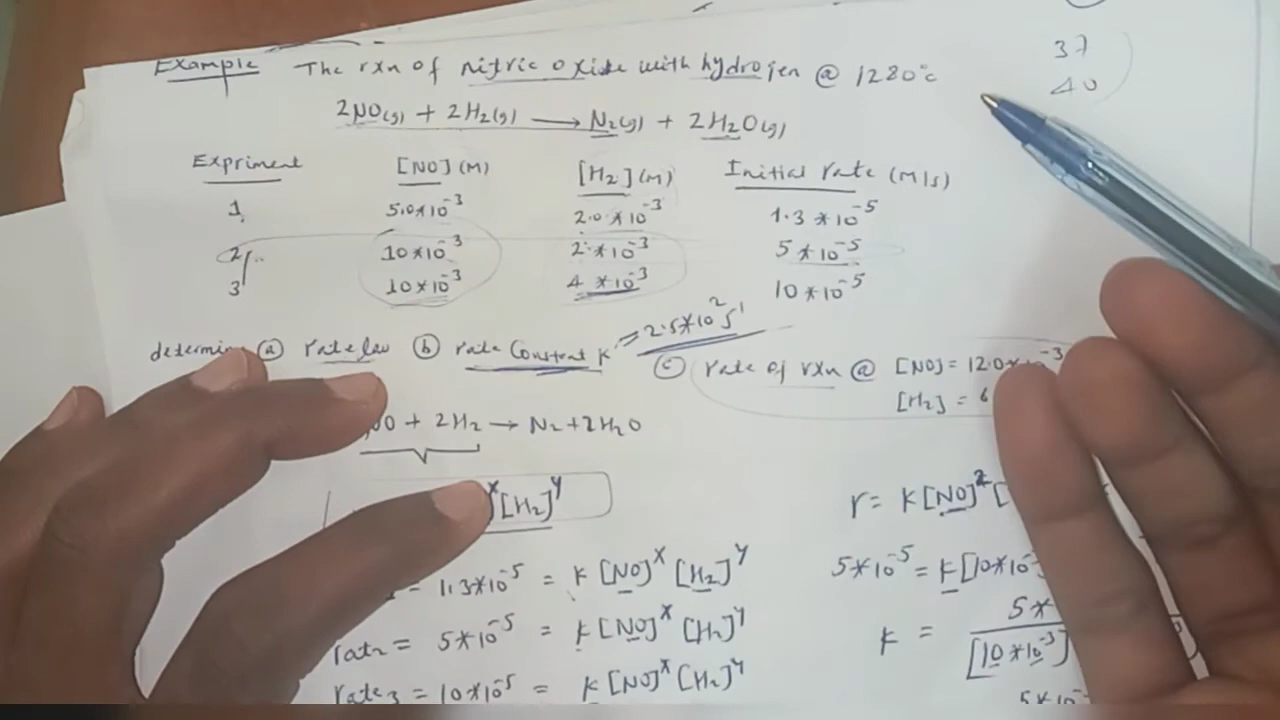 Example The rxn of nitric oxide with hydrogen @ 1280°c
37
40
2NO(g) + 2H₂(g) → N₂(g) + 2H₂O(g)
Expriment [NO] (M) [H₂] (M) Initial rate (M/s)
1 5.0*10⁻³ 2.0*10⁻³ 1.3*10⁻⁵
2 10*10⁻³ 2*10⁻³ 5*10⁻⁵
3 10*10⁻³ 4*10⁻³ 10*10⁻⁵
(a) rate law (b) rate constant K = 2.5*10² s⁻¹
(c) rate of rxn @ [NO] = 12.0*
[H₂] = 6
+ 2H₂ → N₂ + 2H₂O
[H₂]^y
r = K[NO]²[
1.3*10⁻⁵ = K [NO]^x [H₂]^y
5*10⁻⁵ = K[10*10⁻
rate₂ = 5*10⁻⁵ = K [NO]^x [H₂]^y
K = 5*
[10*10⁻³]
rate₃ = 10*10⁻⁵ = K [NO]^x [H₂]^y